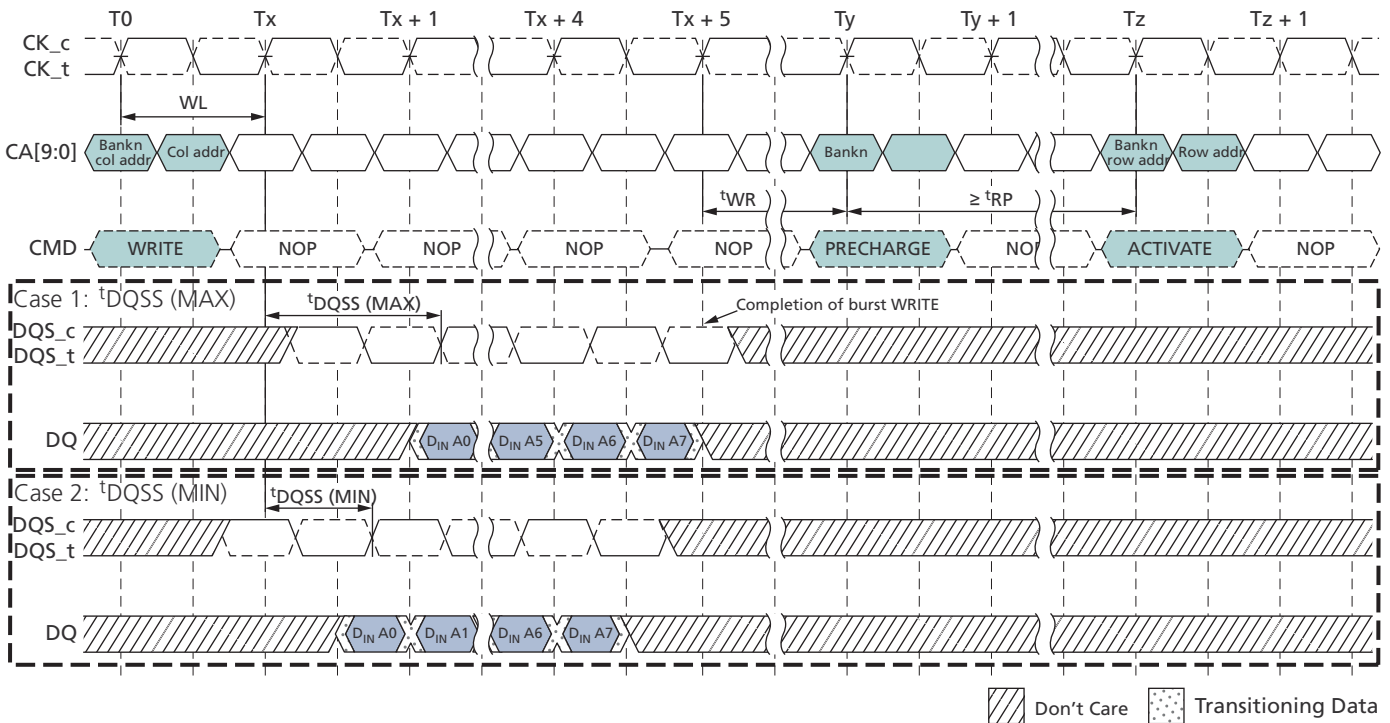 T0 Tx Tx + 1 Tx + 4 Tx + 5 Ty Ty + 1 Tz Tz + 1
CK_c
CK_t
WL
CA[9:0]
Bankn
col addr
Col addr
Bankn
Bankn
row addr
Row addr
tWR
≥ tRP
CMD WRITE NOP NOP NOP NOP PRECHARGE NOP ACTIVATE NOP
Case 1: tDQSS (MAX)
tDQSS (MAX)
Completion of burst WRITE
DQS_c
DQS_t
DQ DIN A0 DIN A5 DIN A6 DIN A7
Case 2: tDQSS (MIN)
tDQSS (MIN)
DQS_c
DQS_t
DQ DIN A0 DIN A1 DIN A6 DIN A7
Don't Care Transitioning Data